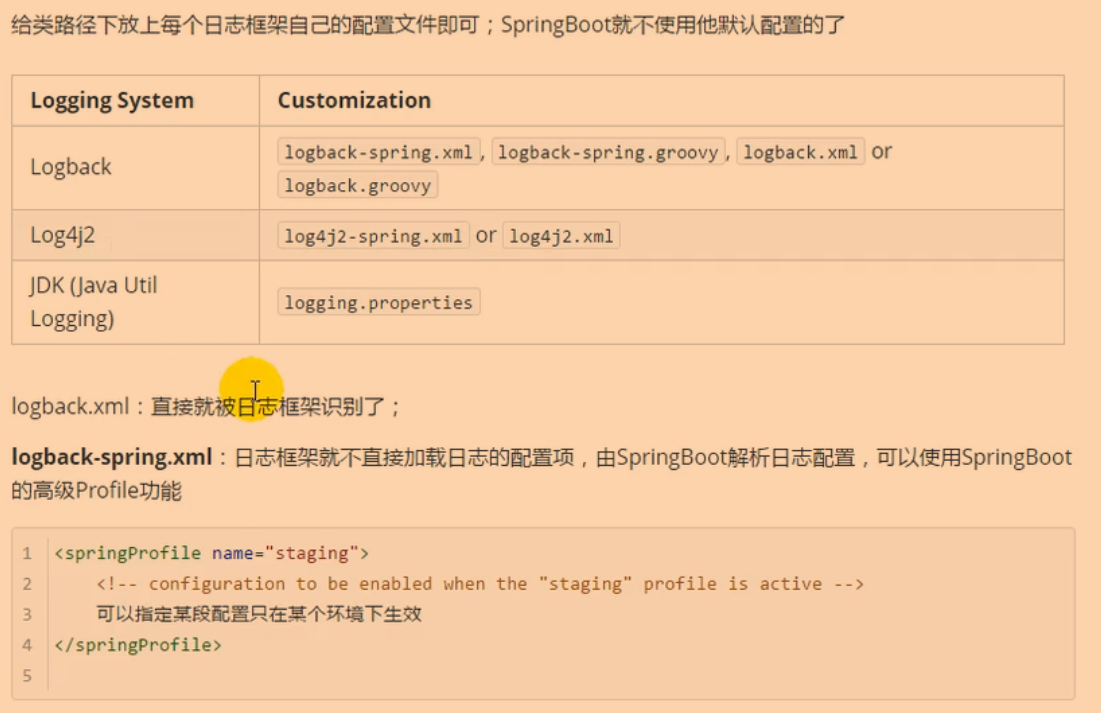 给类路径下放上每个日志框架自己的配置文件即可；SpringBoot就不使用他默认配置的了
Logging System Customization
Logback
logback-spring.xml, logback-spring.groovy, logback.xml or
logback.groovy
Log4j2 log4j2-spring.xml or log4j2.xml
JDK (Java Util
Logging)
logging.properties
logback.xml：直接就被日志框架识别了；
logback-spring.xml：日志框架就不直接加载日志的配置项，由SpringBoot解析日志配置，可以使用SpringBoot
的高级Profile功能
1 <springProfile name="staging">
2 <!-- configuration to be enabled when the "staging" profile is active -->
3 可以指定某段配置只在某个环境下生效
4 </springProfile>
5